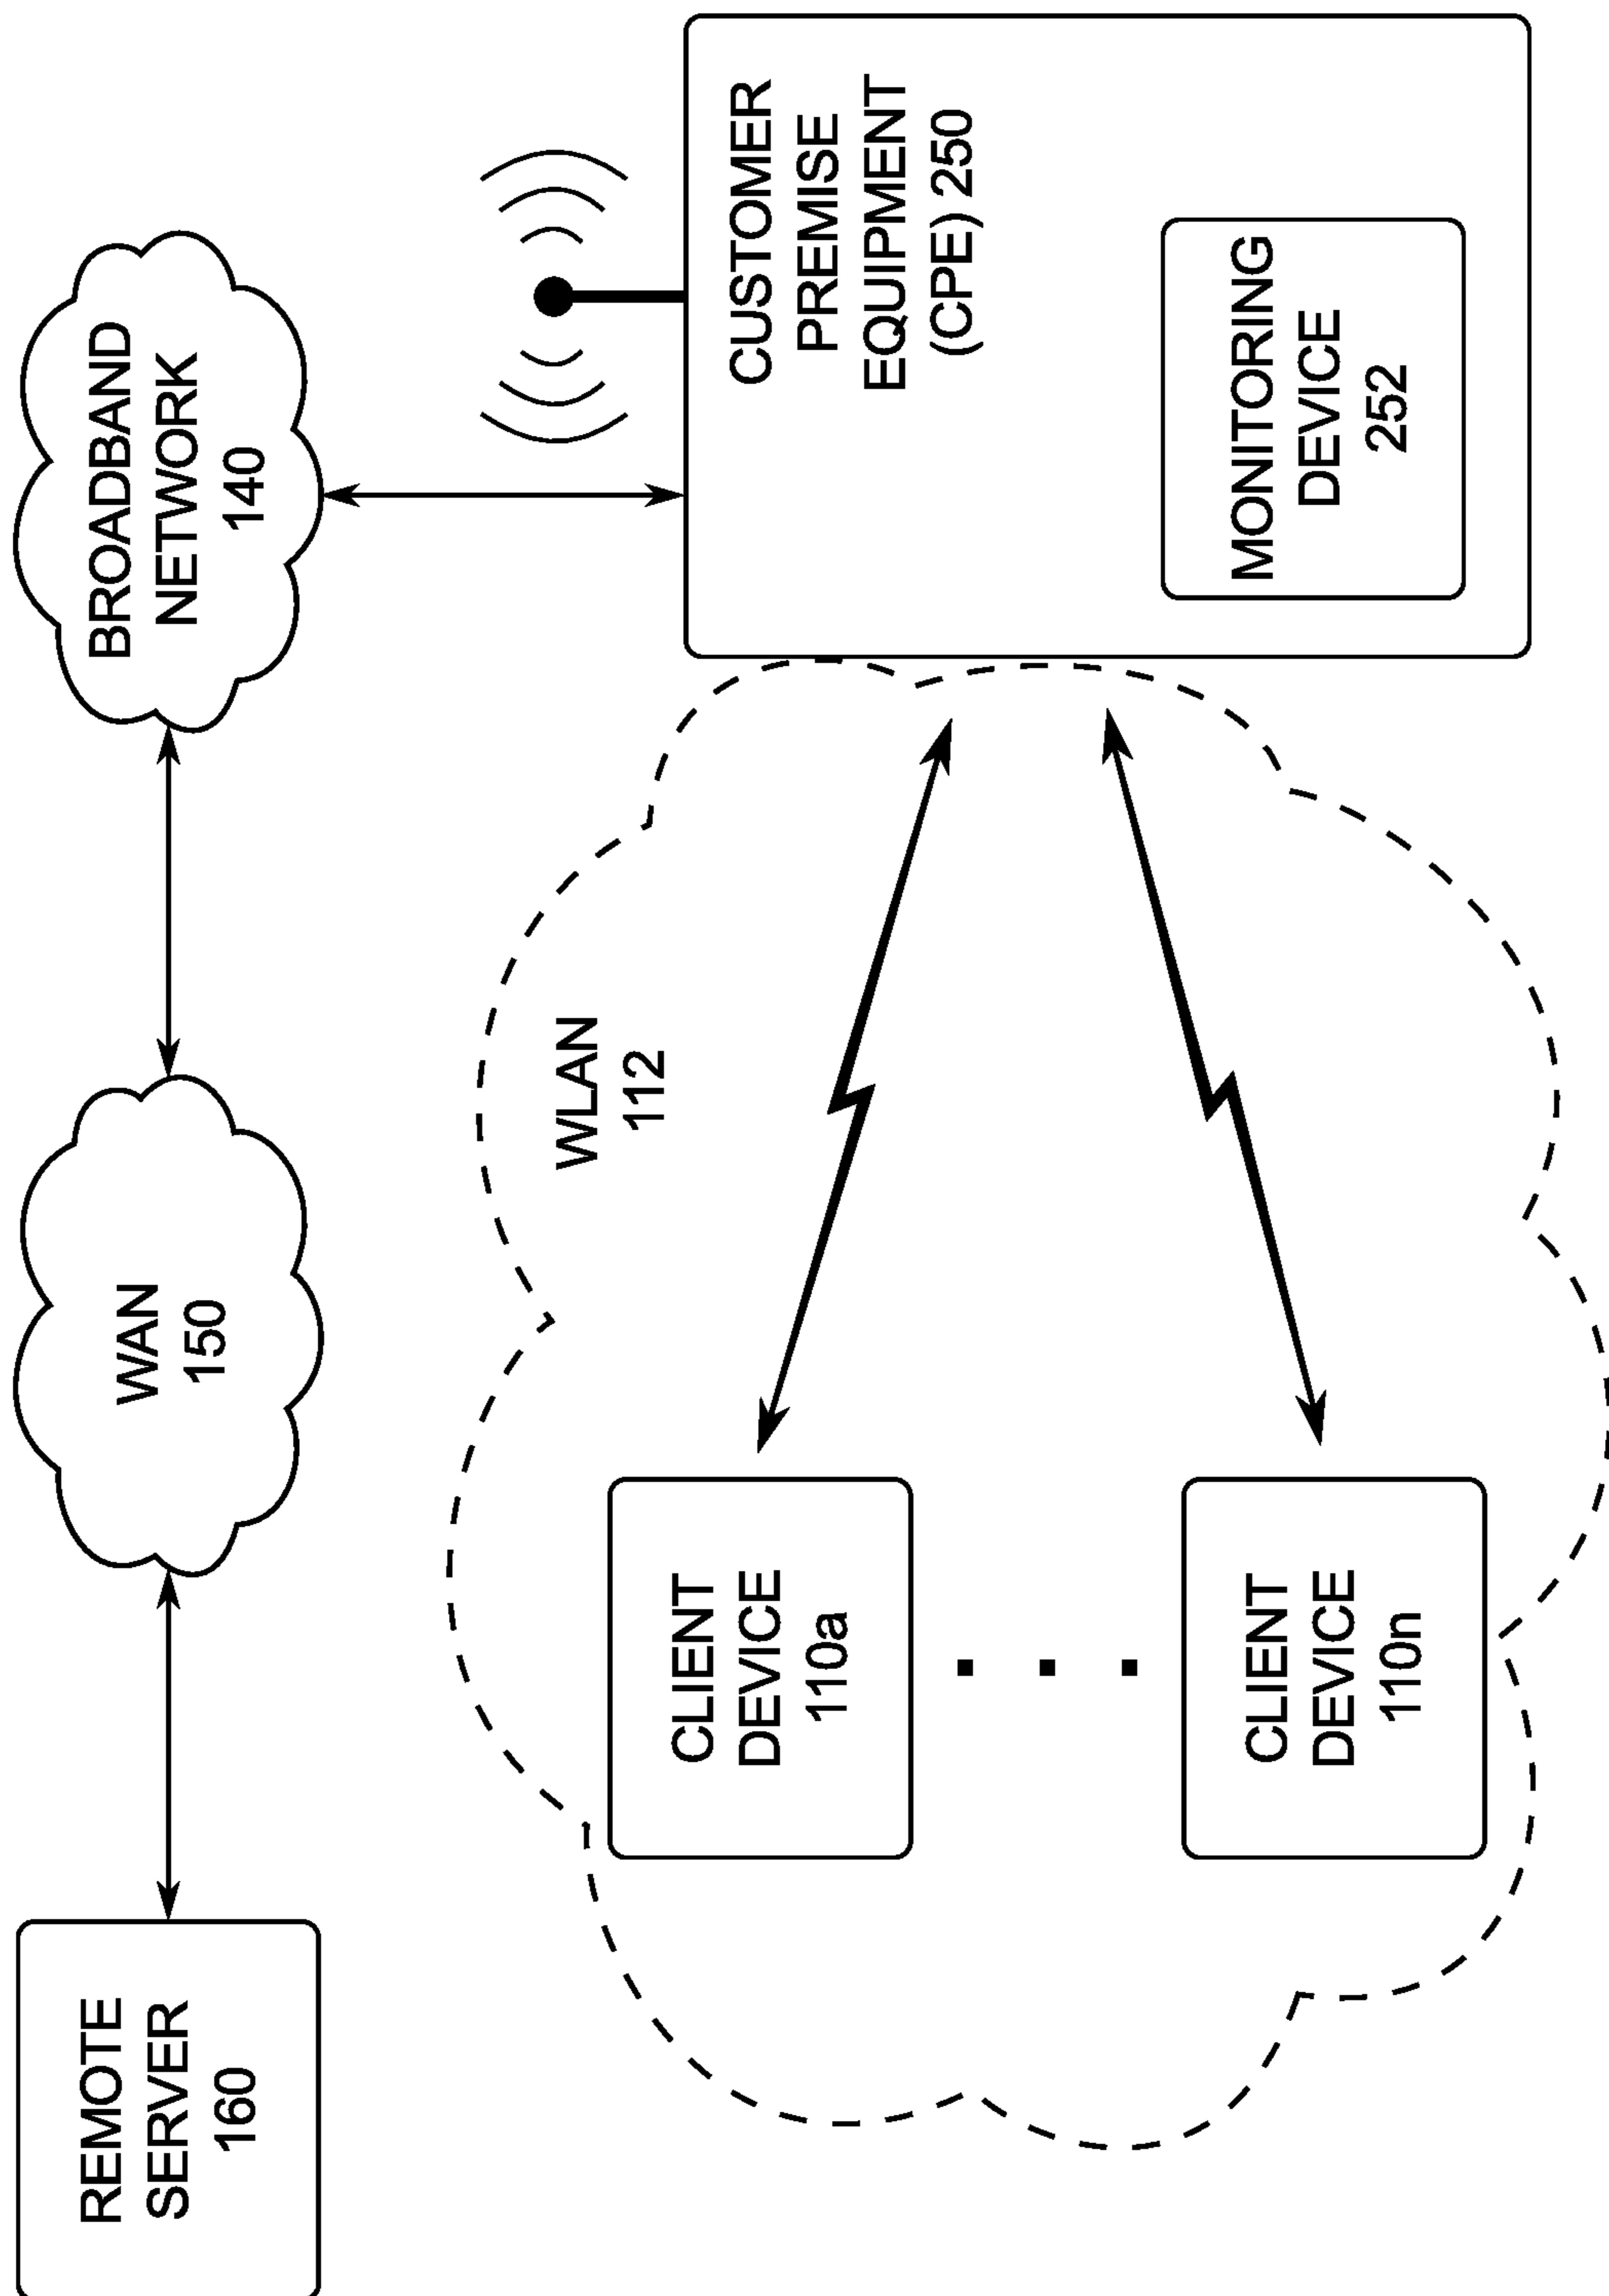 REMOTE
SERVER
160
WAN
150
BROADBAND
NETWORK
140
WLAN
112
CLIENT
DEVICE
110a
CLIENT
DEVICE
110n
CUSTOMER
PREMISE
EQUIPMENT
(CPE) 250
MONITORING
DEVICE
252